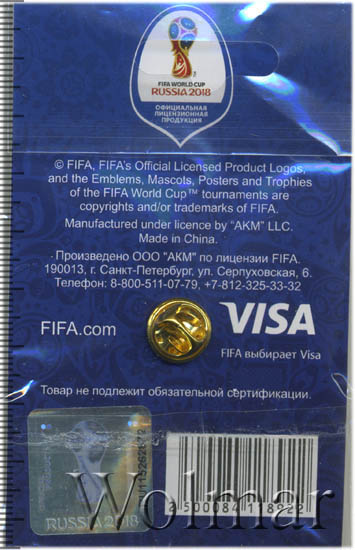 FIFA WORLD CUP
RUSSIA 2018
ОФИЦИАЛЬНАЯ
ЛИЦЕНЗИОННАЯ
ПРОДУКЦИЯ
© FIFA, FIFA's Official Licensed Product Logos,
and the Emblems, Mascots, Posters and Trophies
of the FIFA World Cup™ tournaments are
copyrights and/or trademarks of FIFA.
Manufactured under licence by "AKM" LLC.
Made in China.
Произведено ООО "АКМ" по лицензии FIFA.
190013, г. Санкт-Петербург, ул. Серпуховская, 6.
Телефон: 8-800-511-07-79, +7-812-325-33-32
FIFA.com
VISA
FIFA выбирает Visa
Товар не подлежит обязательной сертификации.
RUSSIA 2018
2 500084 118922
Wolmar